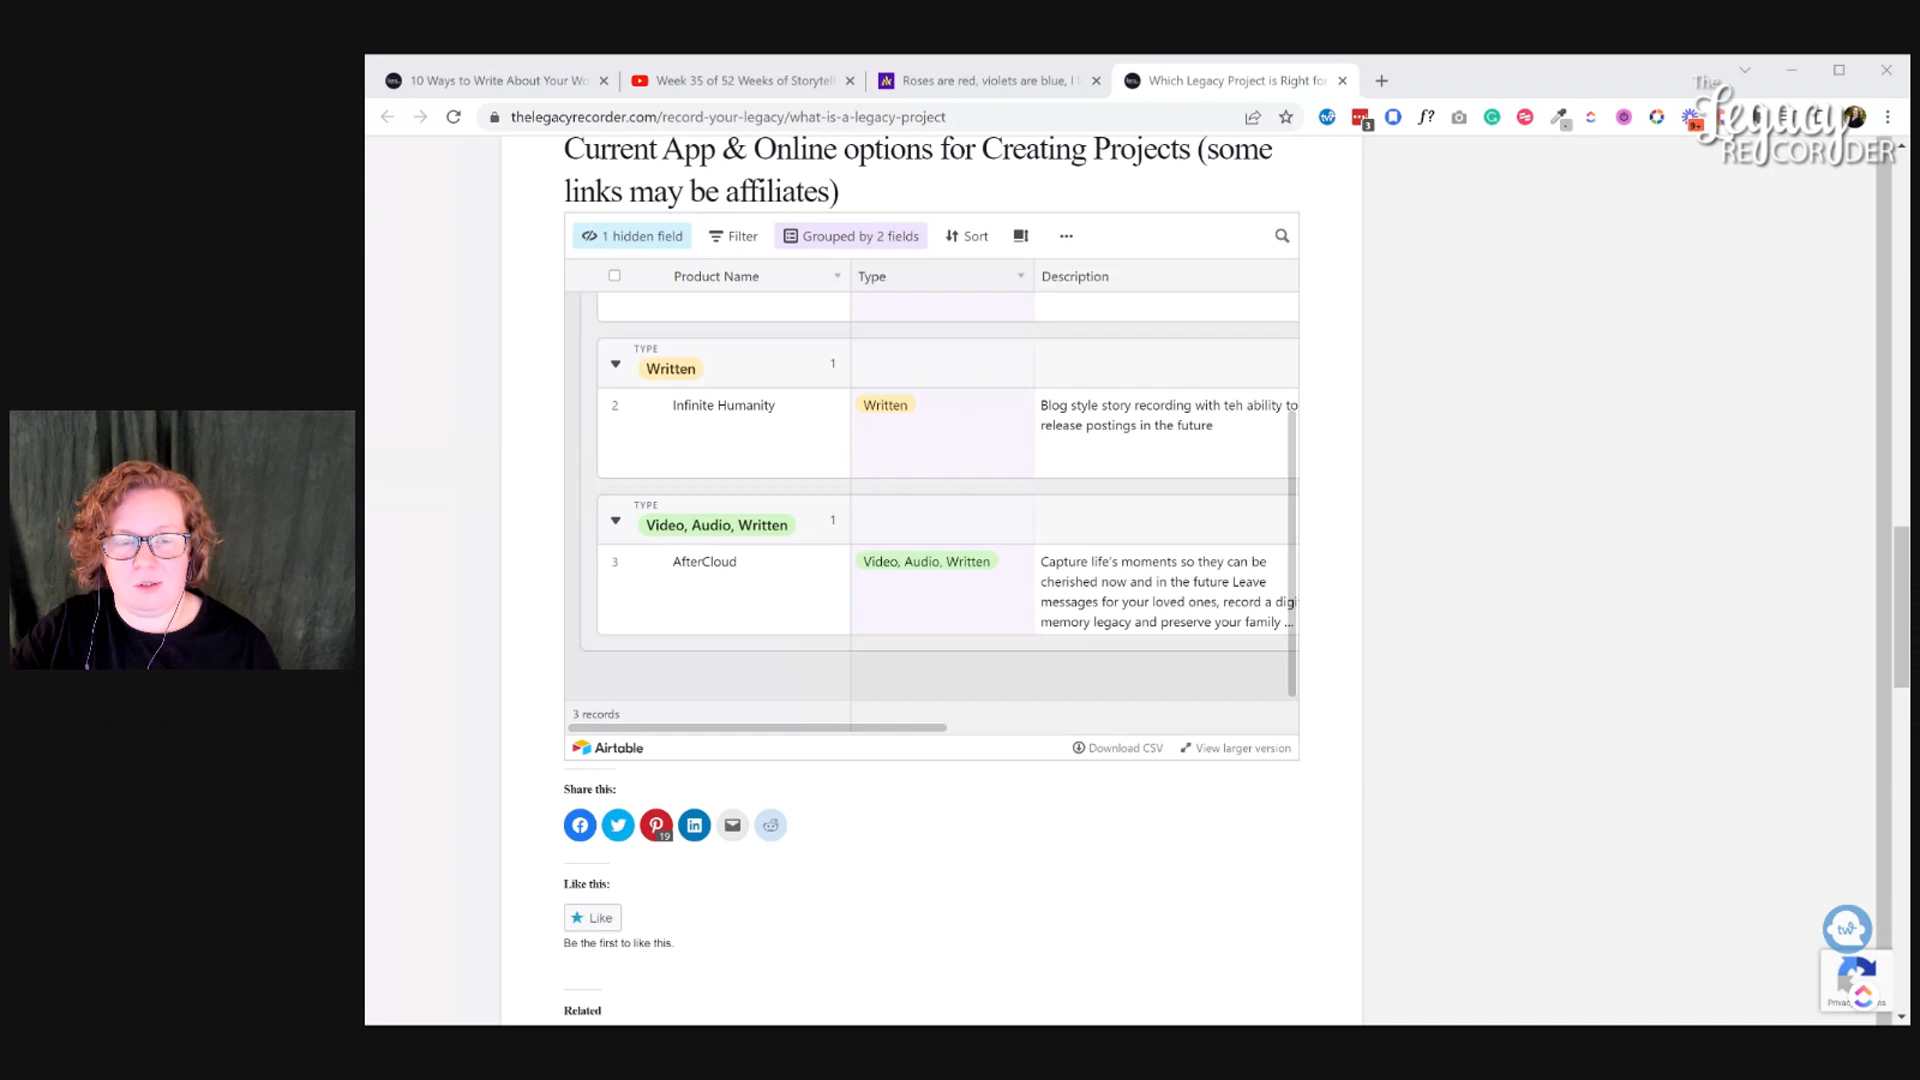 The
Legacy
RECORDER
10 Ways to Write About Your Wo
Week 35 of 52 Weeks of Storytell
Roses are red, violets are blue, I l
Which Legacy Project is Right for
thelegacyrecorder.com/record-your-legacy/what-is-a-legacy-project
3
f?
9+
Current App & Online options for Creating Projects (some
links may be affiliates)
1 hidden field
Filter
Grouped by 2 fields
Sort
Product Name
Type
Description
TYPE
Written
1
2
Infinite Humanity
Written
Blog style story recording with teh ability to
release postings in the future
TYPE
Video, Audio, Written
1
3
AfterCloud
Video, Audio, Written
Capture life's moments so they can be
cherished now and in the future Leave
messages for your loved ones, record a digi
memory legacy and preserve your family ...
3 records
Airtable
Download CSV
View larger version
Share this:
19
Like this:
Like
Be the first to like this.
Related
tw